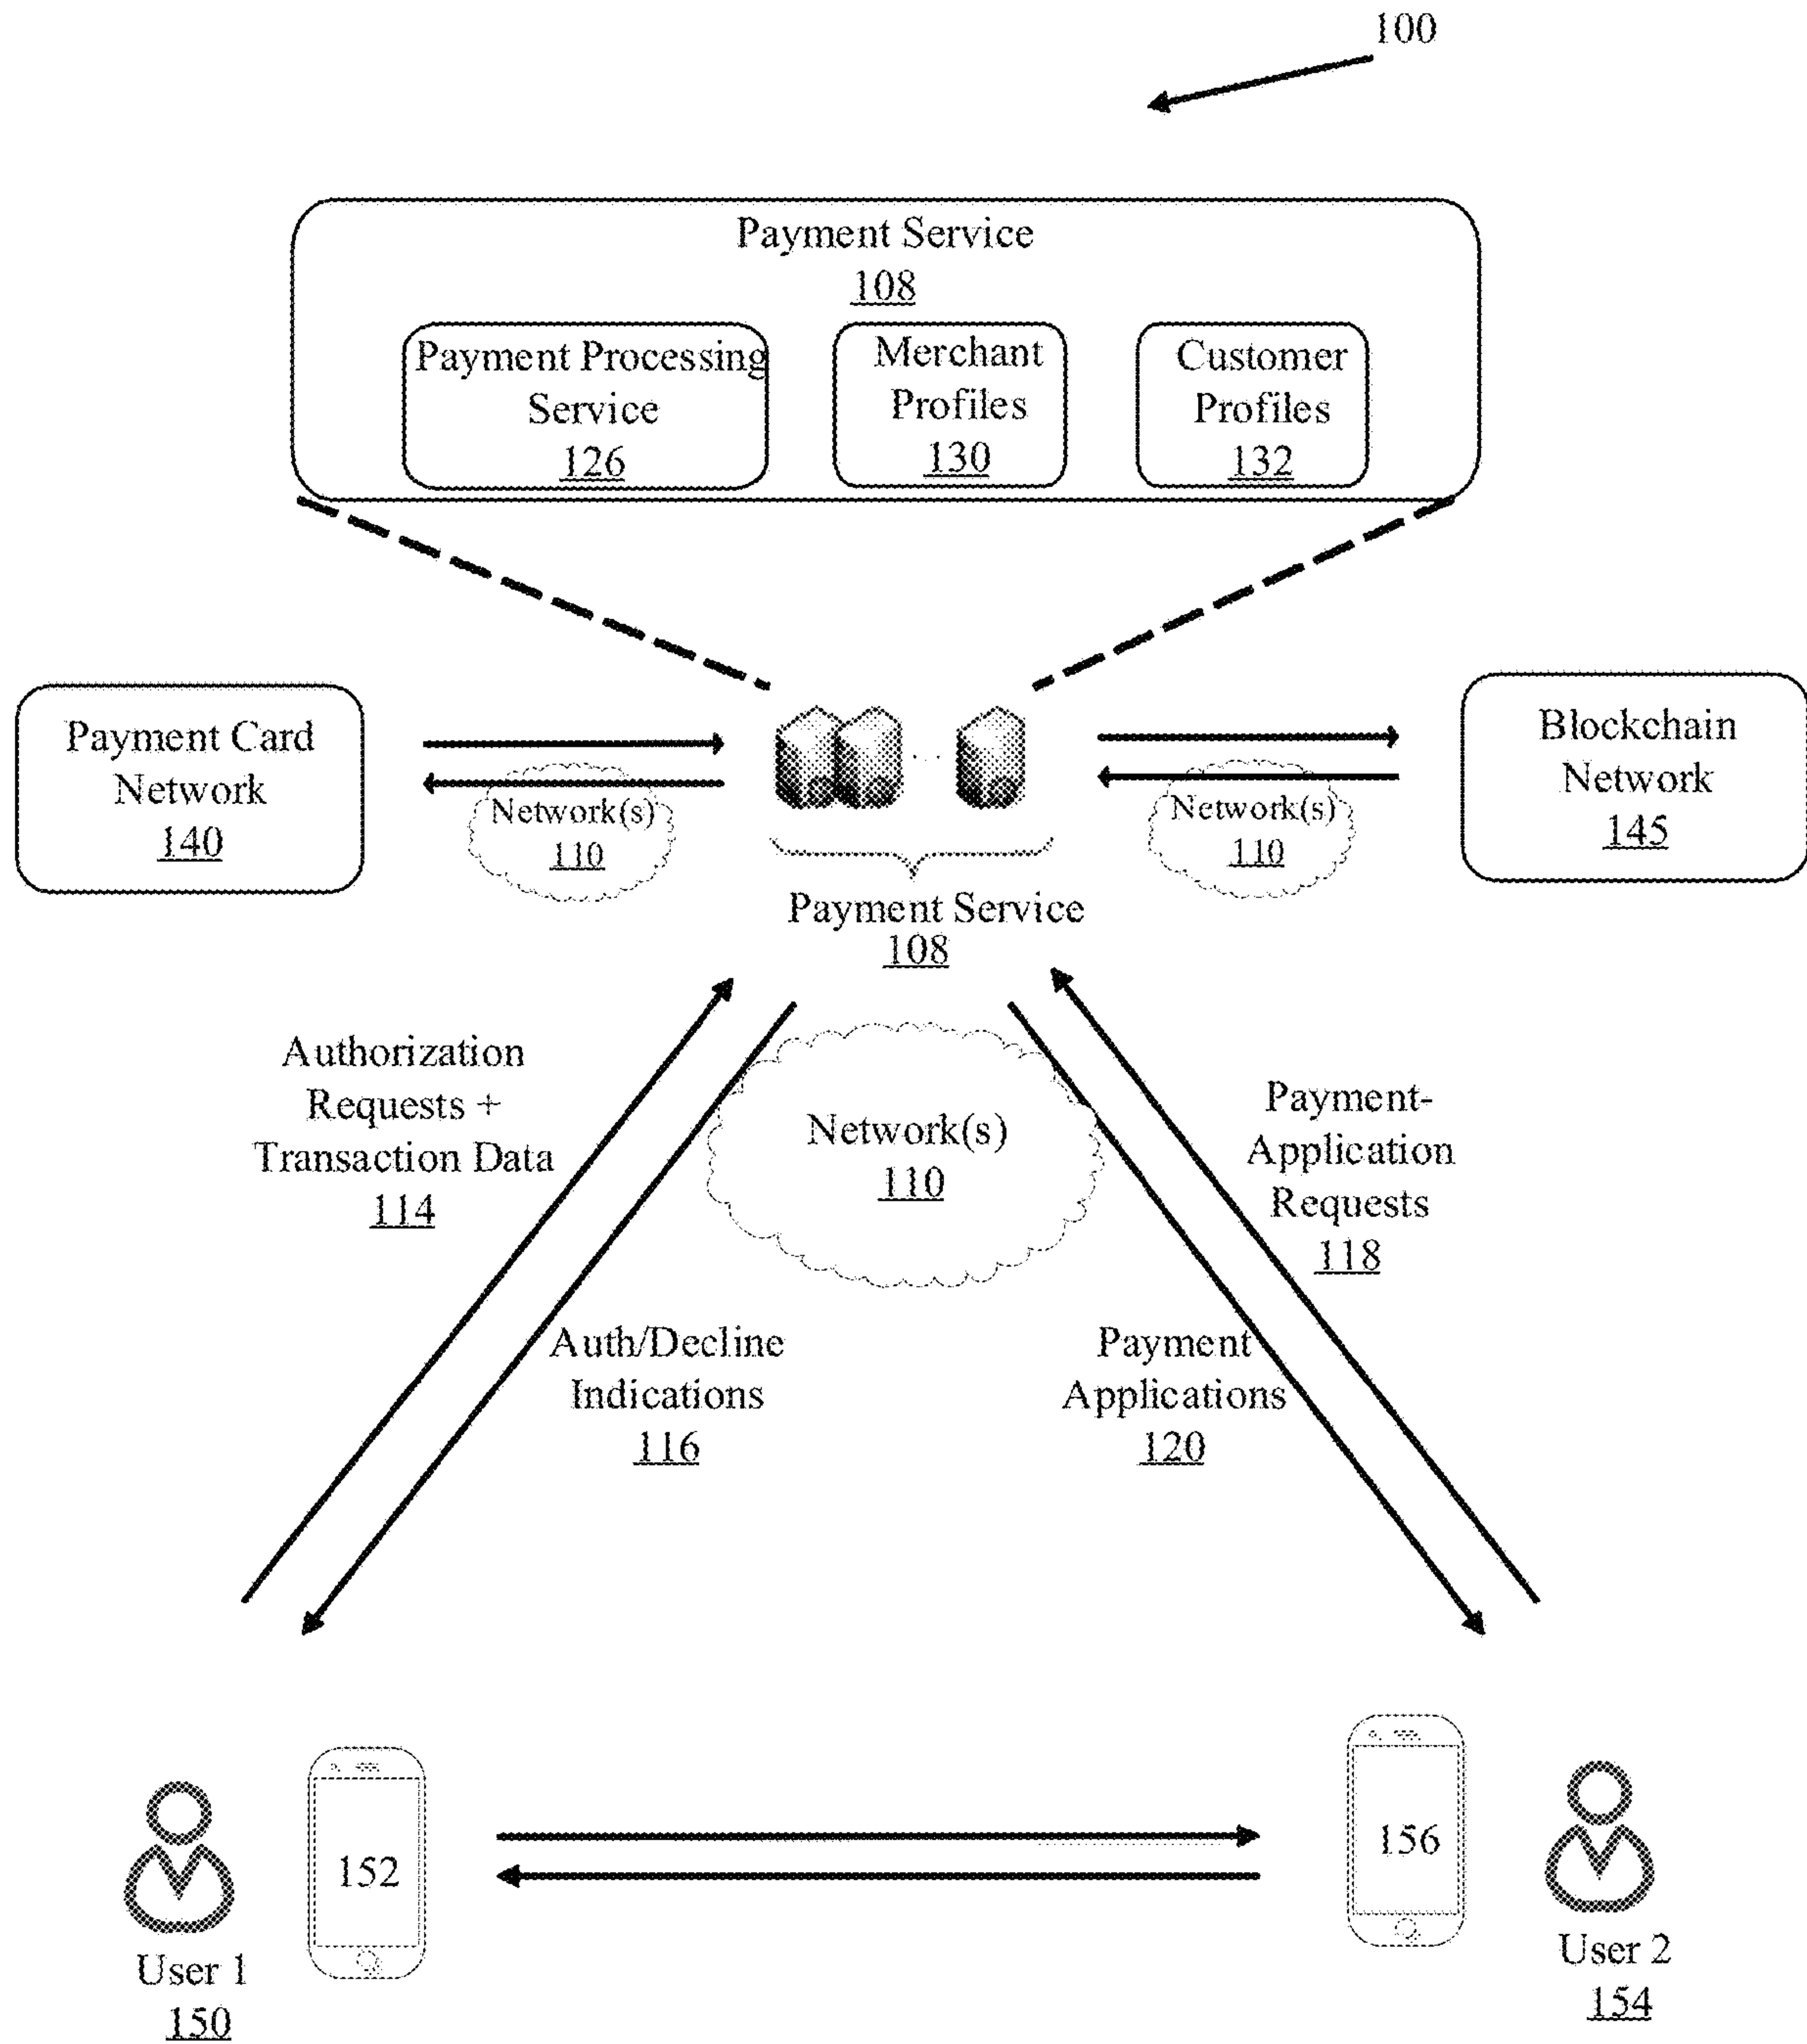 100
Payment Service
108
Payment Processing
Service
126
Merchant
Profiles
130
Customer
Profiles
132
Payment Card
Network
140
Network(s)
110
Payment Service
108
Network(s)
110
Blockchain
Network
145
Authorization
Requests +
Transaction Data
114
Network(s)
110
Payment-
Application
Requests
118
Auth/Decline
Indications
116
Payment
Applications
120
152
User 1
150
156
User 2
154